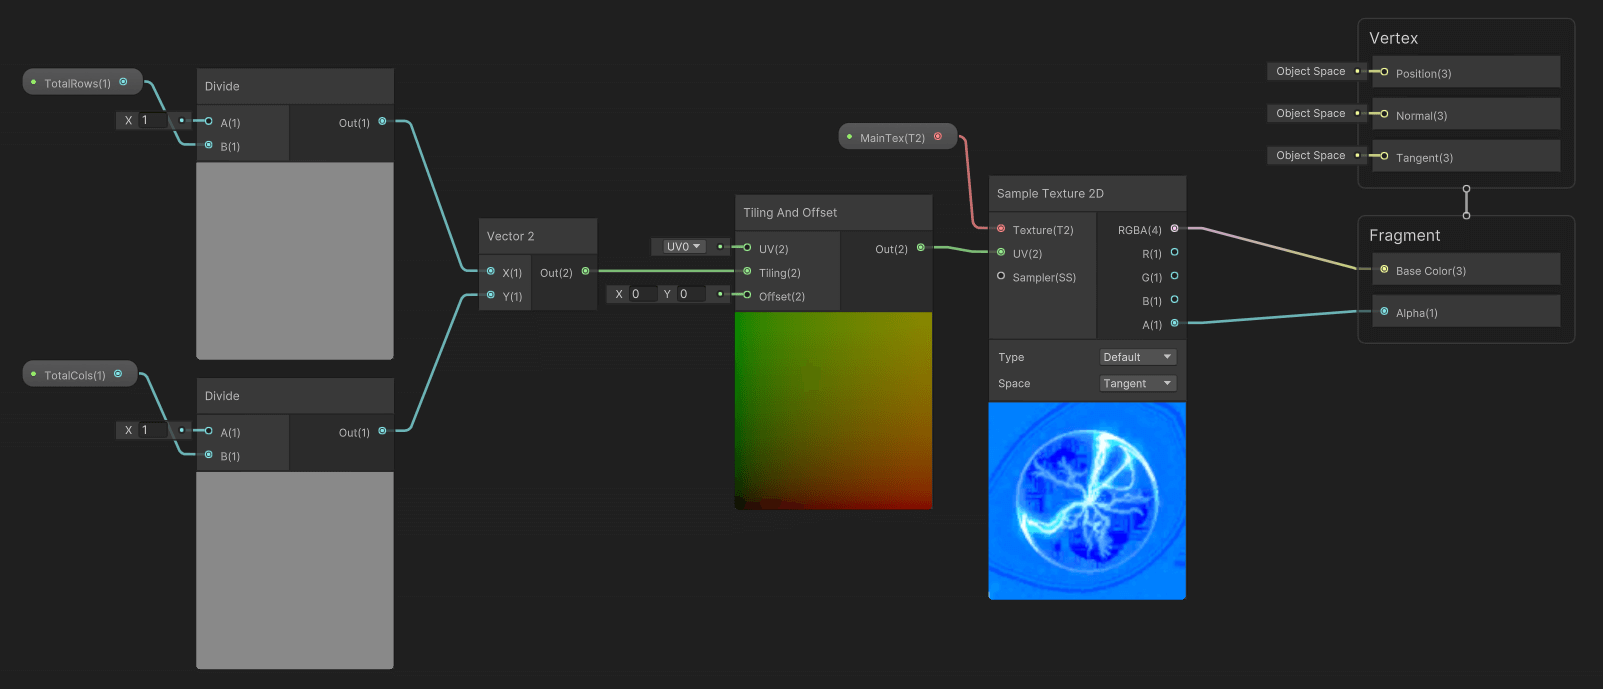 TotalRows(1)
Divide
X 1
A(1)
B(1)
Out(1)
TotalCols(1)
Divide
X 1
A(1)
B(1)
Out(1)
Vector 2
X(1)
Y(1)
Out(2)
Tiling And Offset
UV0
UV(2)
Tiling(2)
X 0 Y 0
Offset(2)
Out(2)
MainTex(T2)
Sample Texture 2D
Texture(T2)
UV(2)
Sampler(SS)
RGBA(4)
R(1)
G(1)
B(1)
A(1)
Type Default
Space Tangent
Vertex
Object Space Position(3)
Object Space Normal(3)
Object Space Tangent(3)
Fragment
Base Color(3)
Alpha(1)